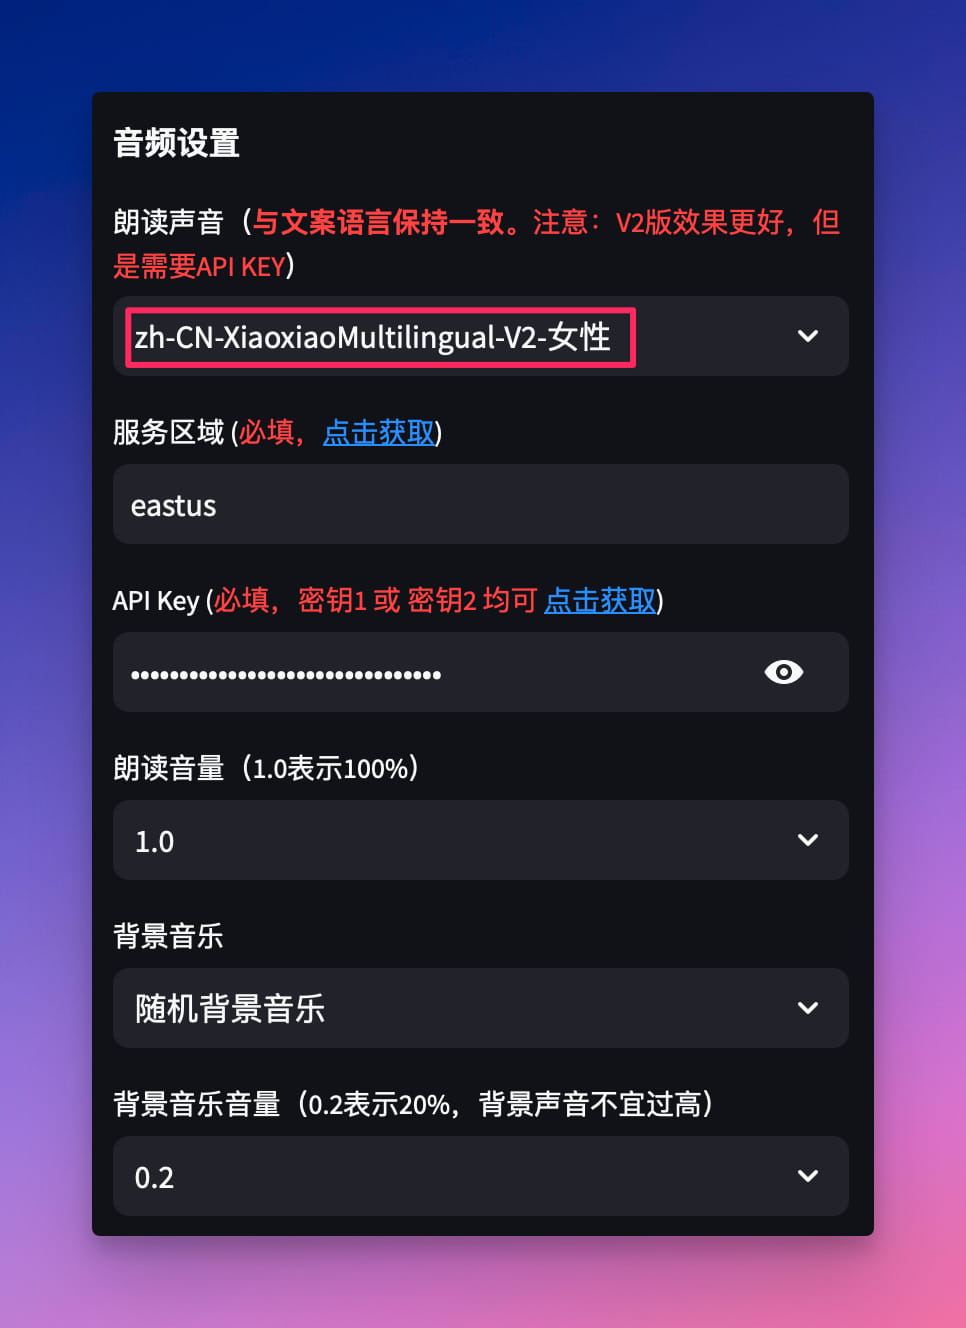 音频设置
朗读声音（与文案语言保持一致。注意：V2版效果更好，但
是需要API KEY）
zh-CN-XiaoxiaoMultilingual-V2-女性
服务区域 (必填，点击获取)
eastus
API Key (必填，密钥1 或 密钥2 均可 点击获取)
••••••••••••••••••••••••••••••••
朗读音量（1.0表示100%）
1.0
背景音乐
随机背景音乐
背景音乐音量（0.2表示20%，背景声音不宜过高）
0.2